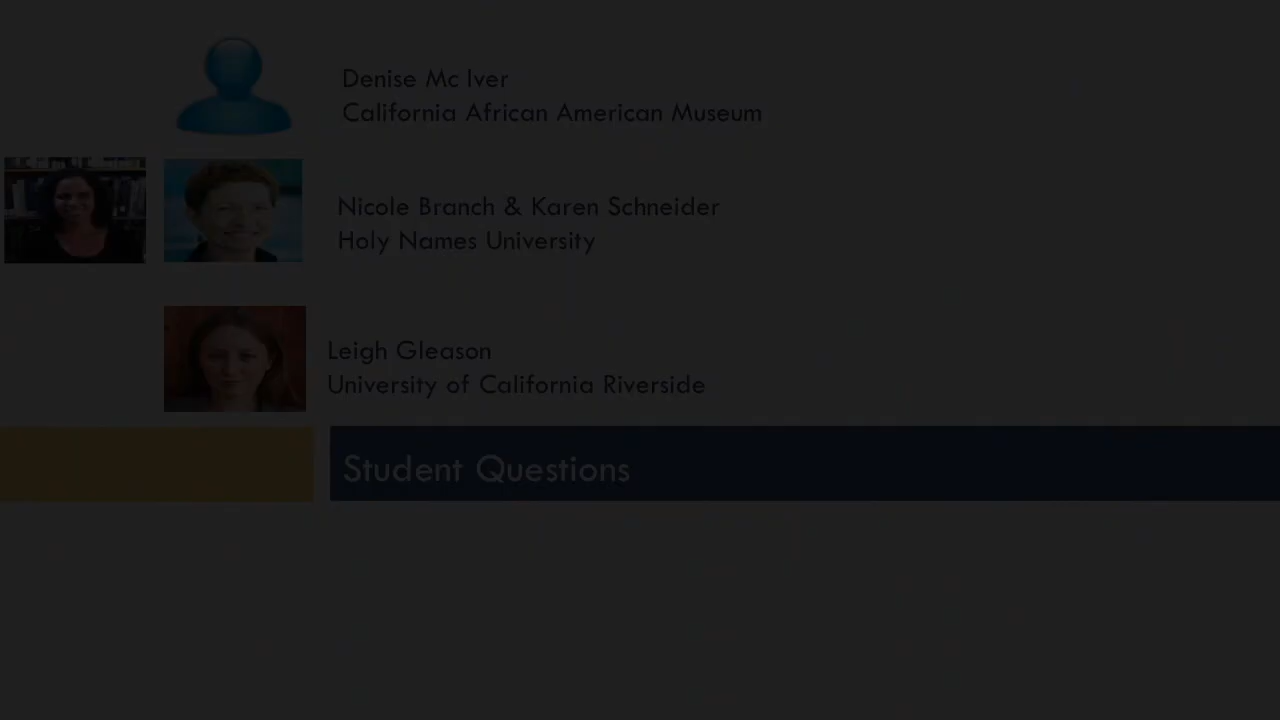 Denise Mc Iver
California African American Museum
Nicole Branch & Karen Schneider
Holy Names University
Leigh Gleason
University of California Riverside
Student Questions